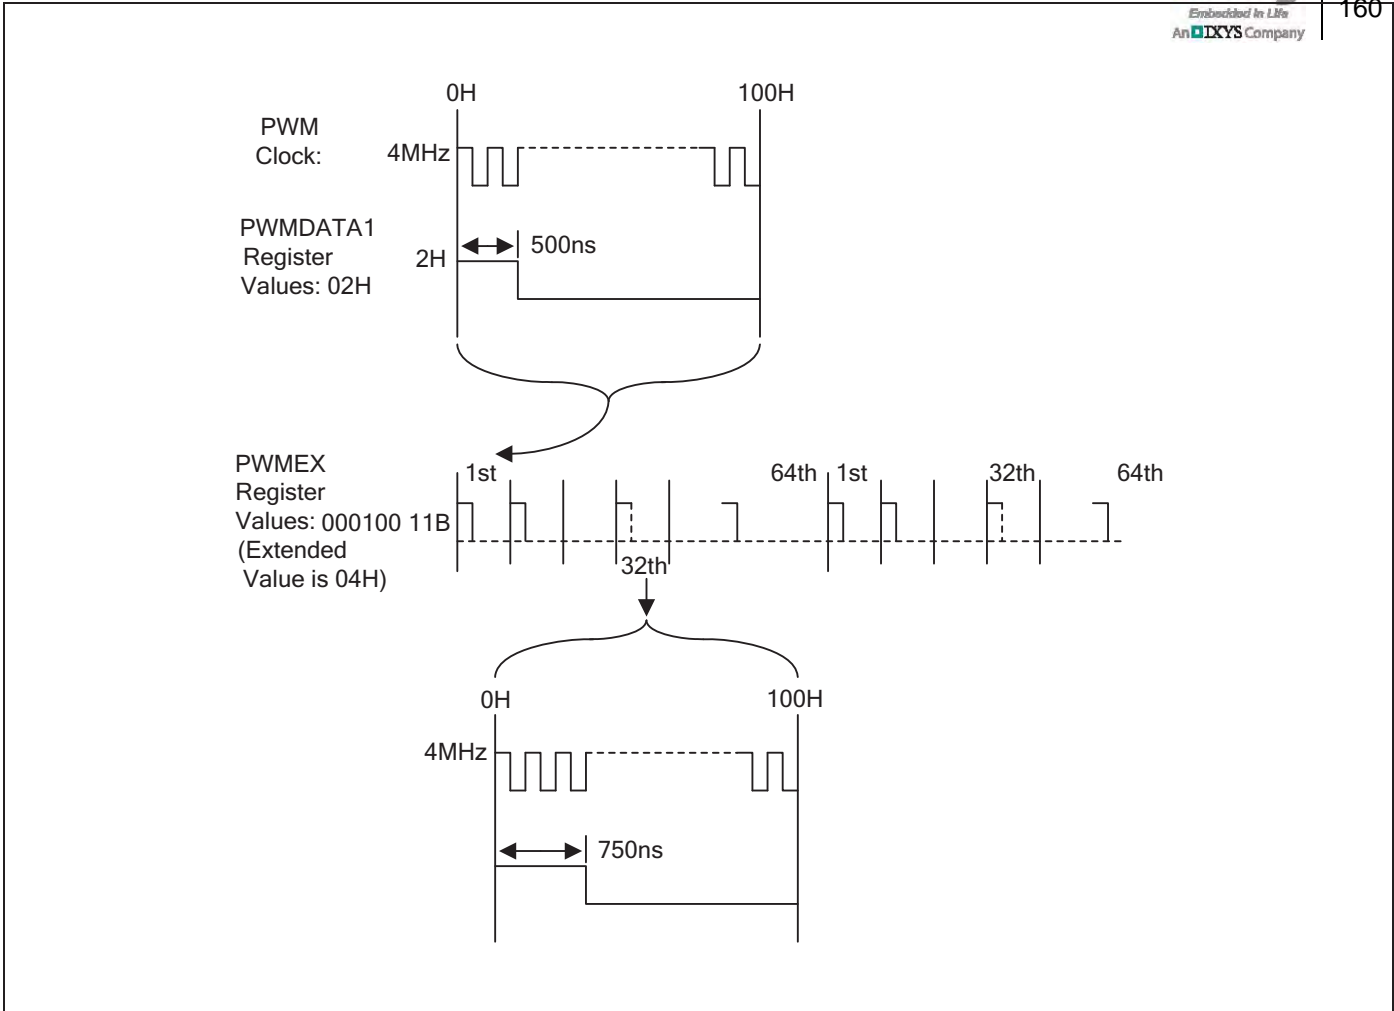 160
Embedded in Life
An IXYS Company
0H 100H
PWM
Clock: 4MHz
PWMDATA1
Register
Values: 02H
2H
500ns
PWMEX
Register
Values: 000100 11B
(Extended
Value is 04H)
1st 64th 1st 32th 64th
32th
0H 100H
4MHz
750ns